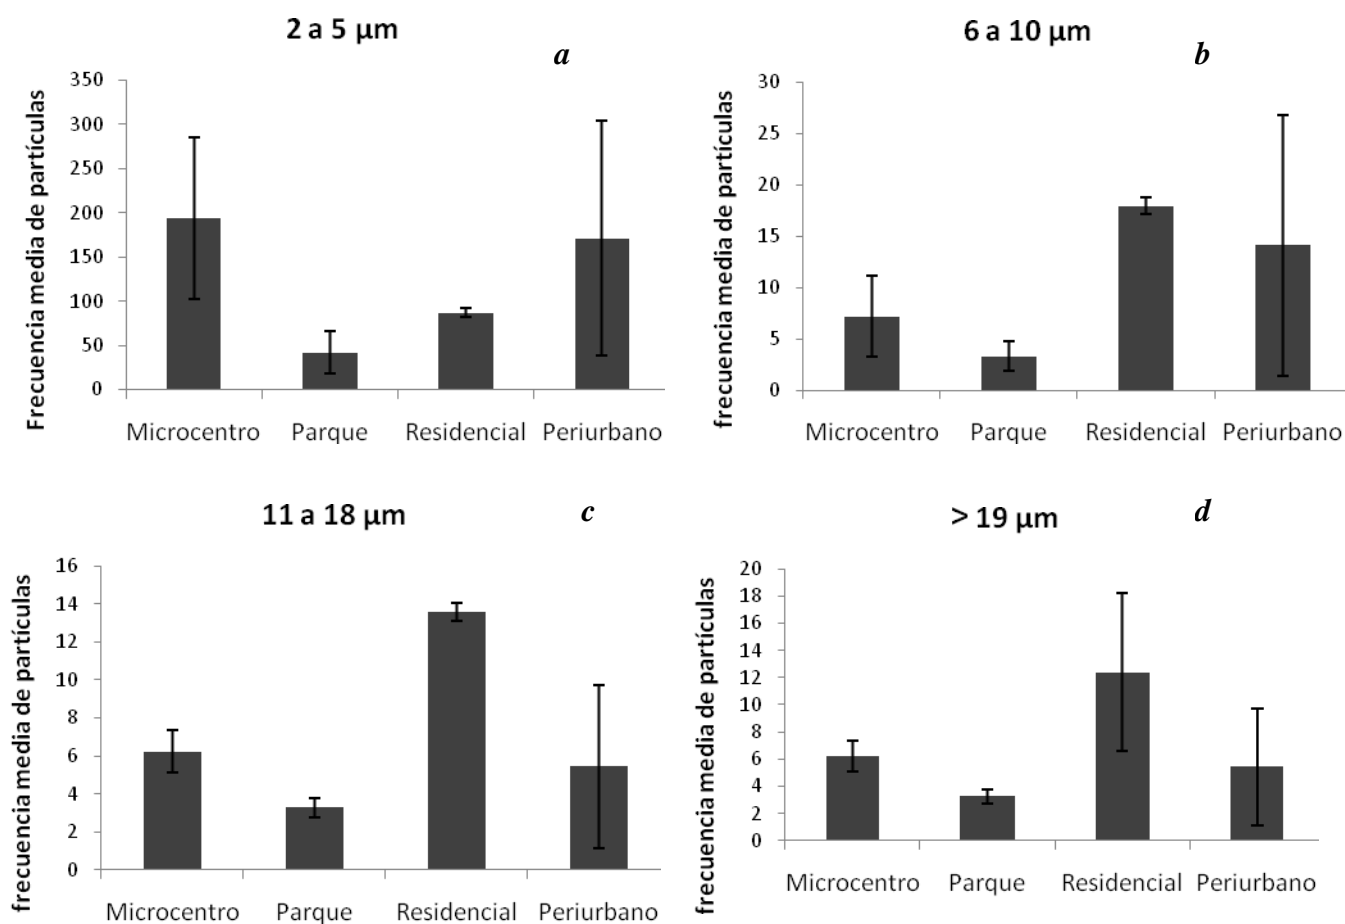 2 a 5 µm
a
Frecuencia media de partículas
350
300
250
200
150
100
50
0
Microcentro Parque Residencial Periurbano
6 a 10 µm
b
frecuencia media de partículas
30
25
20
15
10
5
0
Microcentro Parque Residencial Periurbano
11 a 18 µm
c
frecuencia media de partículas
16
14
12
10
8
6
4
2
0
Microcentro Parque Residencial Periurbano
> 19 µm
d
frecuencia media de partículas
20
18
16
14
12
10
8
6
4
2
0
Microcentro Parque Residencial Periurbano